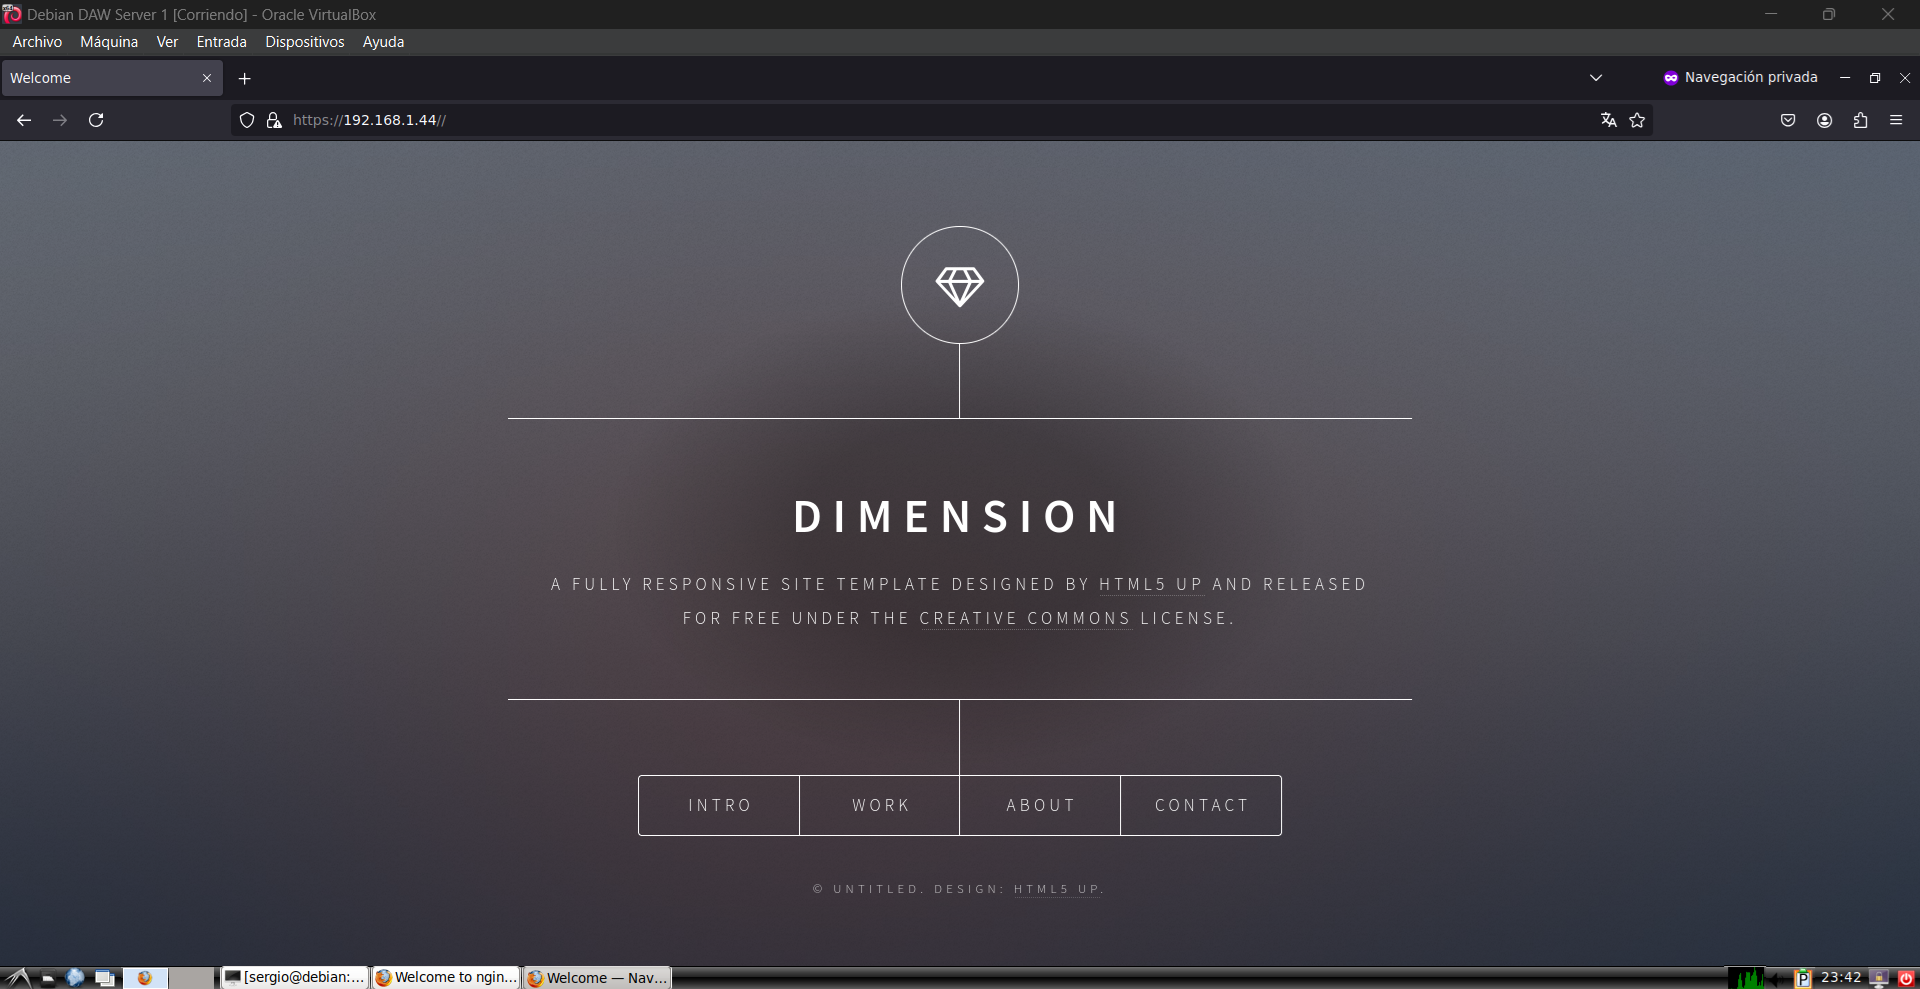 Debian DAW Server 1 [Corriendo] - Oracle VirtualBox
Archivo Máquina Ver Entrada Dispositivos Ayuda
Welcome
Navegación privada
https://192.168.1.44//
DIMENSION
A FULLY RESPONSIVE SITE TEMPLATE DESIGNED BY HTML5 UP AND RELEASED
FOR FREE UNDER THE CREATIVE COMMONS LICENSE.
INTRO WORK ABOUT CONTACT
© UNTITLED. DESIGN: HTML5 UP.
[sergio@debian:... Welcome to ngin... Welcome — Nav... P 23:42